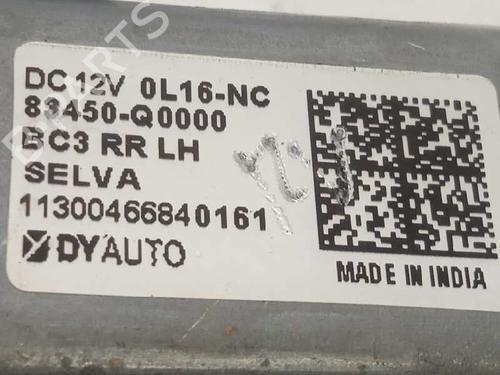 DC 12V 0L16-NC
83450-Q0000
BC3 RR LH
SELVA
11300466840161
DYAUTO
MADE IN INDIA